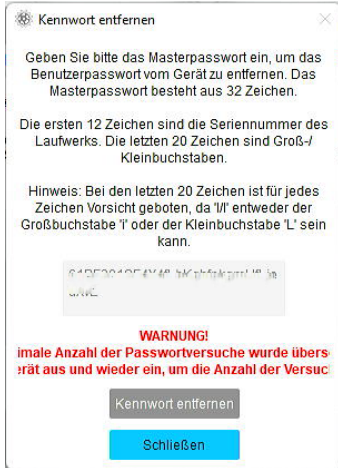 Kennwort entfernen
Geben Sie bitte das Masterpasswort ein, um das
Benutzerpasswort vom Gerät zu entfernen. Das
Masterpasswort besteht aus 32 Zeichen.
Die ersten 12 Zeichen sind die Seriennummer des
Laufwerks. Die letzten 20 Zeichen sind Groß-/
Kleinbuchstaben.
Hinweis: Bei den letzten 20 Zeichen ist für jedes
Zeichen Vorsicht geboten, da 'I/l' entweder der
Großbuchstabe 'i' oder der Kleinbuchstabe 'L' sein
kann.
WARNUNG!
imale Anzahl der Passwortversuche wurde übers
erät aus und wieder ein, um die Anzahl der Versuc
Kennwort entfernen
Schließen